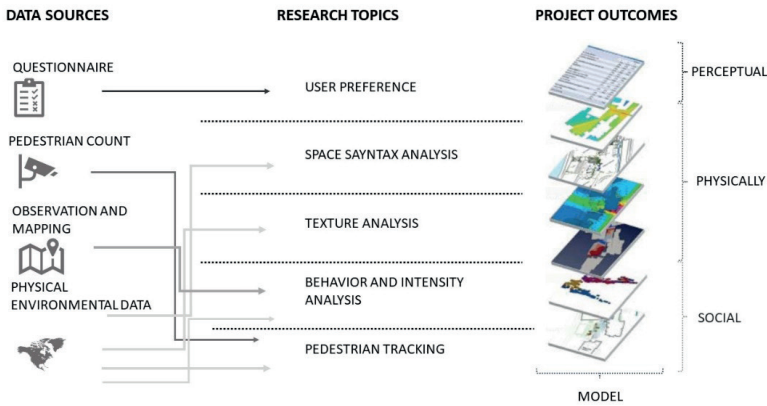 DATA SOURCES
RESEARCH TOPICS
PROJECT OUTCOMES
QUESTIONNAIRE
PEDESTRIAN COUNT
OBSERVATION AND
MAPPING
PHYSICAL
ENVIRONMENTAL DATA
USER PREFERENCE
SPACE SAYNTAX ANALYSIS
TEXTURE ANALYSIS
BEHAVIOR AND INTENSITY
ANALYSIS
PEDESTRIAN TRACKING
PERCEPTUAL
PHYSICALLY
SOCIAL
MODEL